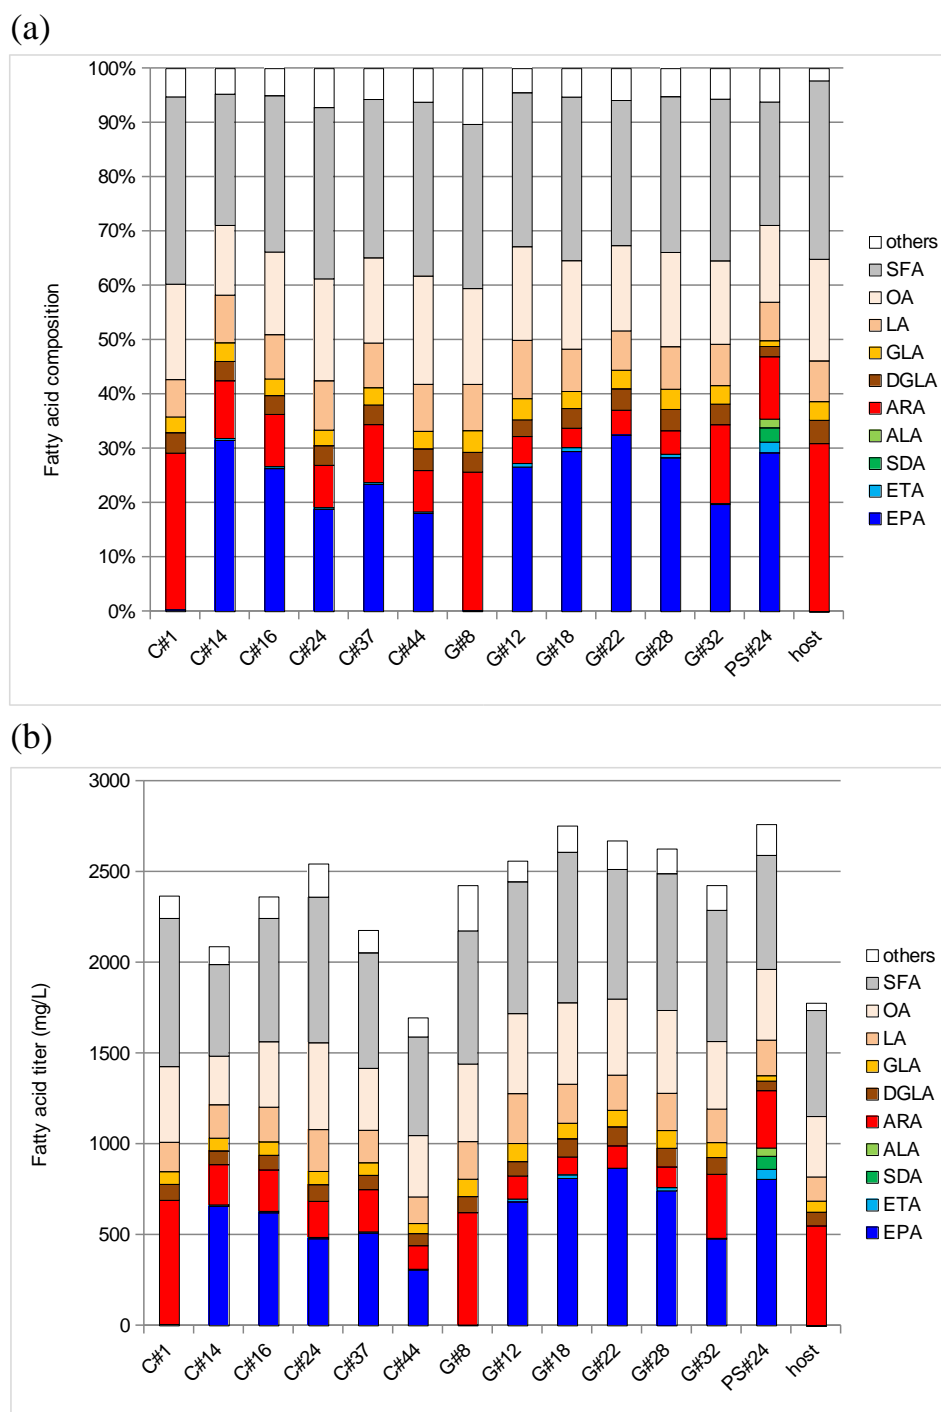 (a)
100%
90%
80%
70%
60%
50%
40%
30%
20%
10%
0%
Fatty acid composition
C#1
C#14
C#16
C#24
C#37
C#44
G#8
G#12
G#18
G#22
G#28
G#32
PS#24
host
others
SFA
OA
LA
GLA
DGLA
ARA
ALA
SDA
ETA
EPA
(b)
3000
2500
2000
1500
1000
500
0
Fatty acid titer (mg/L)
C#1
C#14
C#16
C#24
C#37
C#44
G#8
G#12
G#18
G#22
G#28
G#32
PS#24
host
others
SFA
OA
LA
GLA
DGLA
ARA
ALA
SDA
ETA
EPA